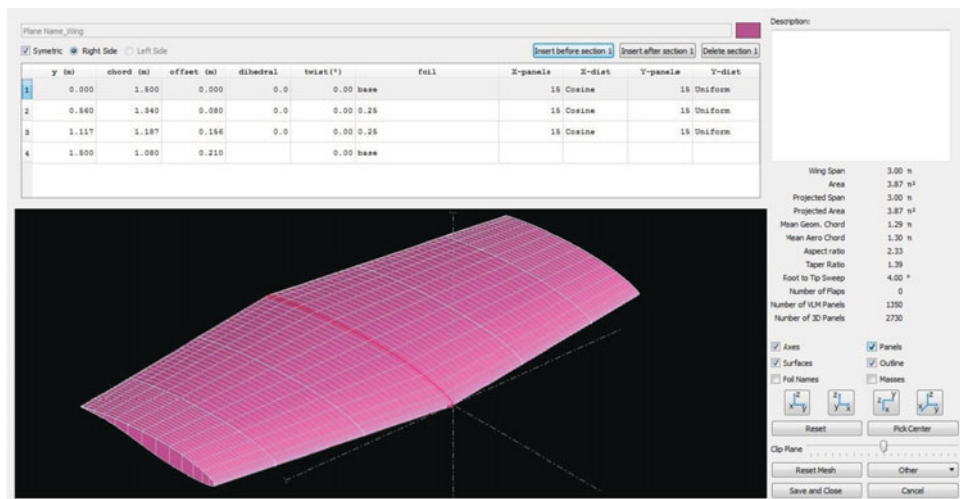 Plane Name_Wing
Description:
Symetric Right Side Left Side Insert before section 1 Insert after section 1 Delete section 1
y (m) chord (m) offset (m) dihedral twist(°) foil X-panels X-dist Y-panels Y-dist
1 0.000 1.500 0.000 0.0 0.00 base 15 Cosine 15 Uniform
2 0.560 1.340 0.080 0.0 0.00 0.25 15 Cosine 15 Uniform
3 1.117 1.187 0.156 0.0 0.00 0.25 15 Cosine 15 Uniform
4 1.500 1.080 0.210 0.00 base
Wing Span 3.00 m
Area 3.87 m²
Projected Span 3.00 m
Projected Area 3.87 m²
Mean Geom. Chord 1.29 m
Mean Aero Chord 1.30 m
Aspect ratio 2.33
Taper Ratio 1.39
Root to Tip Sweep 4.00 °
Number of Flaps 0
Number of VLM Panels 1350
Number of 3D Panels 2730
Axes Panels
Surfaces Outline
Foil Names Masses
z x y z y x z y x z x y
Reset Pick Center
Clip Plane
Reset Mesh Other
Save and Close Cancel